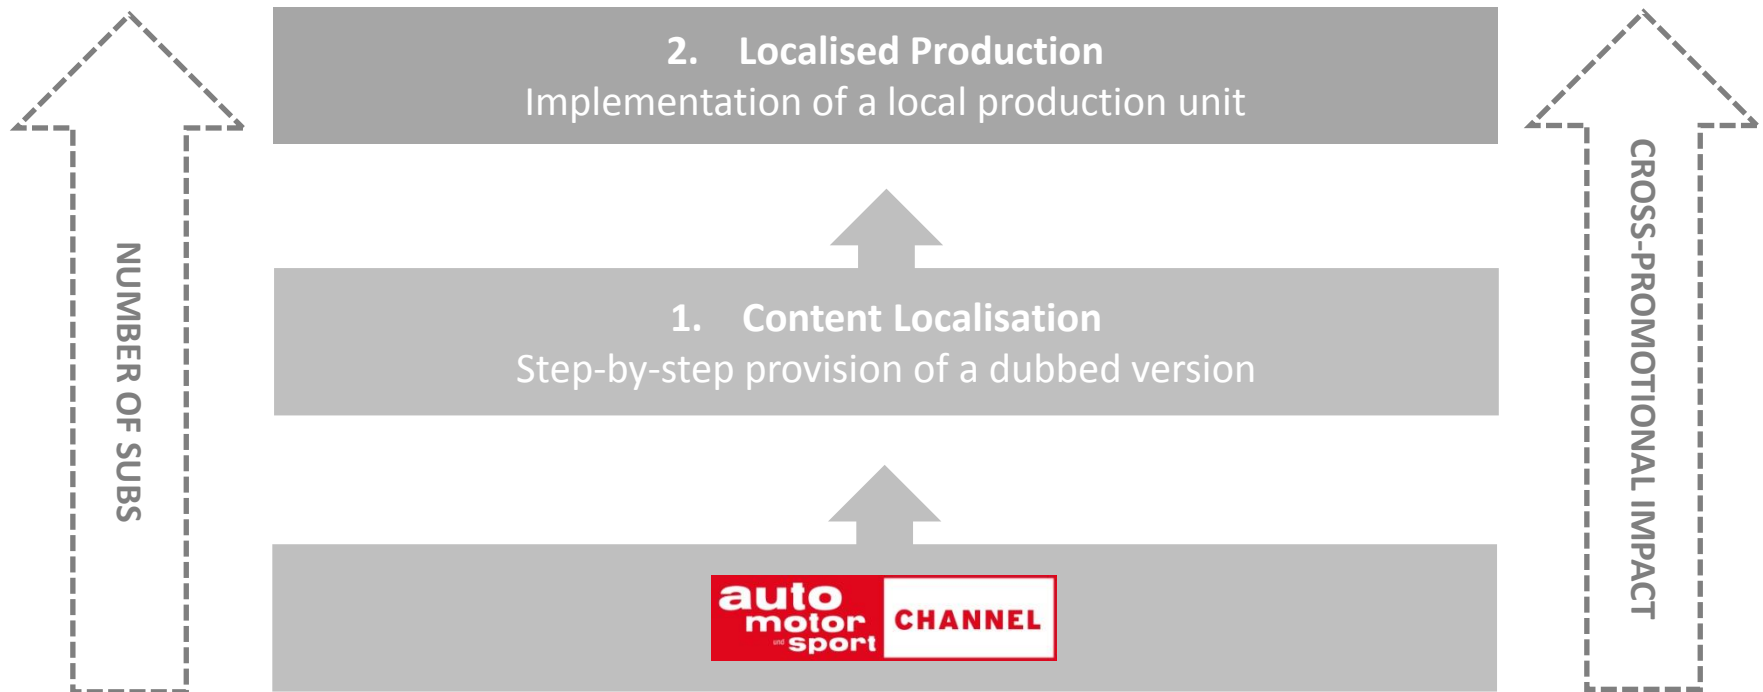 2. Localised Production
Implementation of a local production unit
NUMBER OF SUBS
CROSS-PROMOTIONAL IMPACT
1. Content Localisation
Step-by-step provision of a dubbed version
auto
motor
und sport
CHANNEL